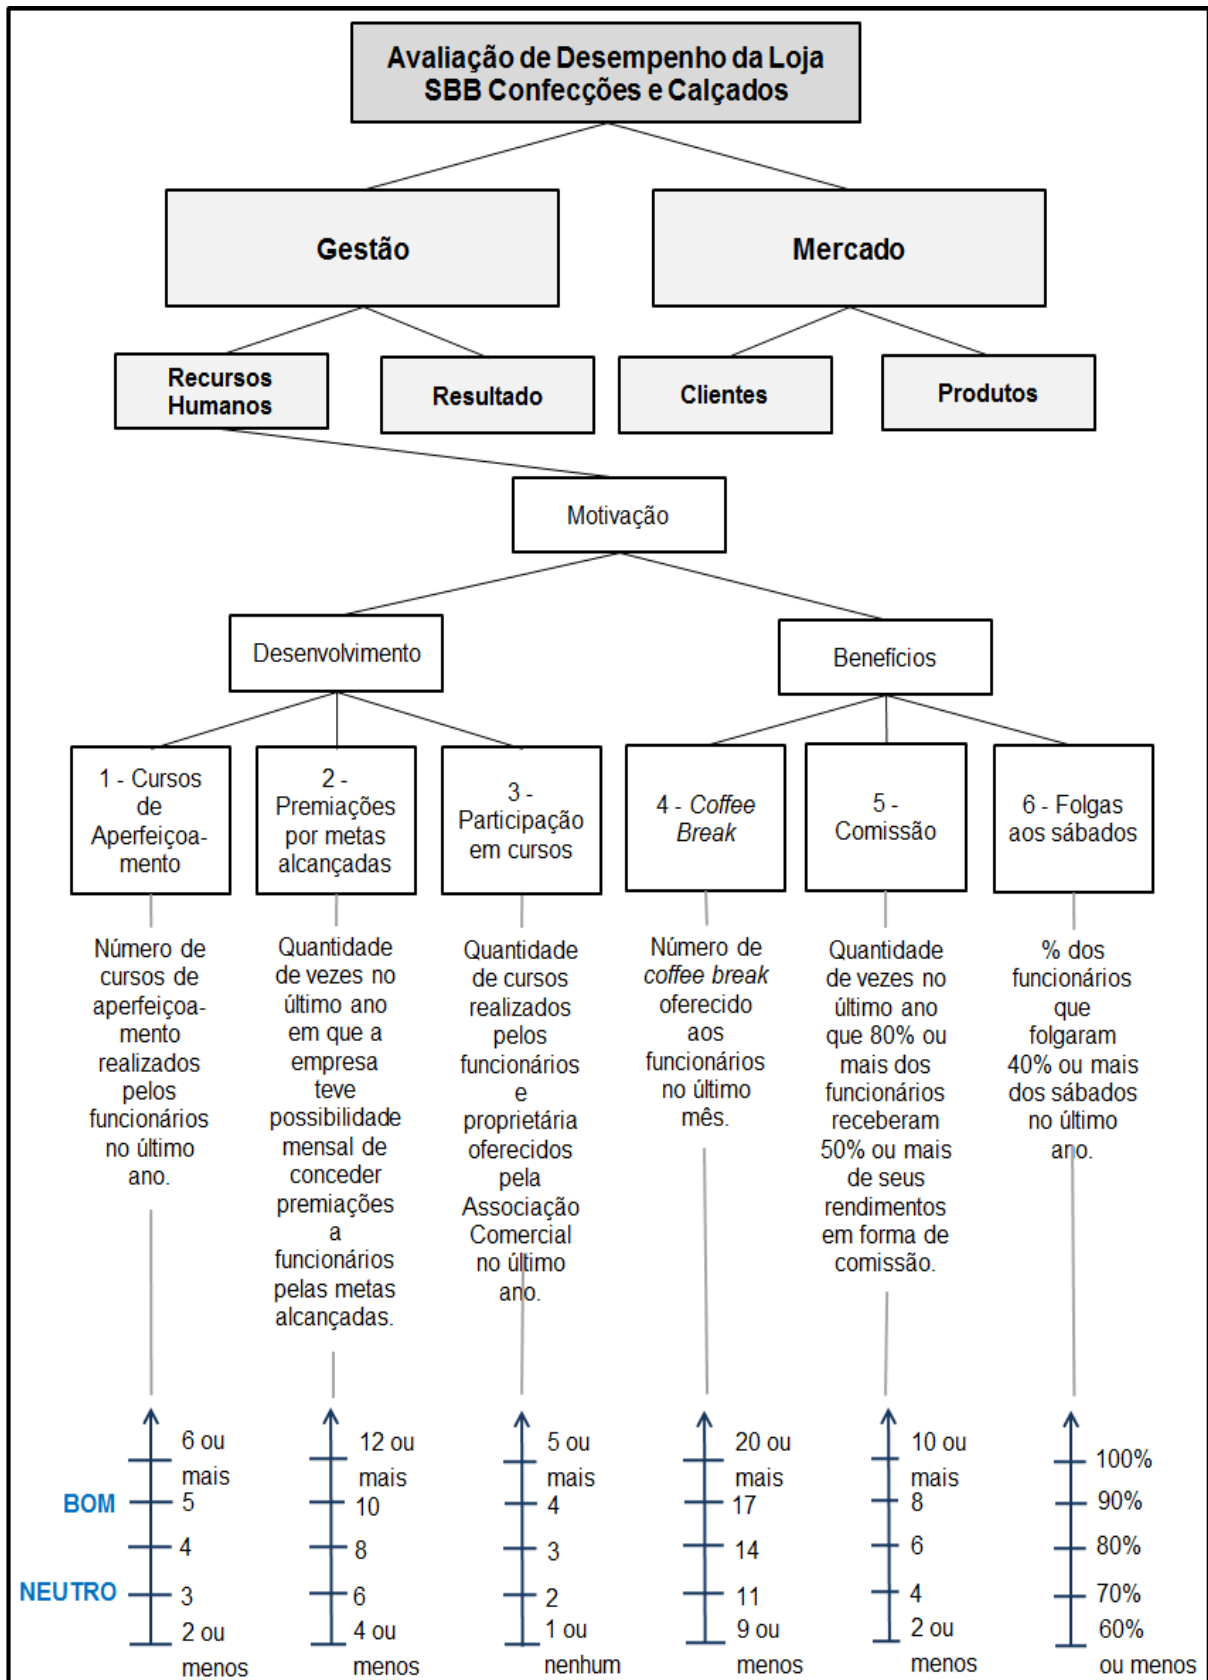 Avaliação de Desempenho da Loja
SBB Confecções e Calçados
Gestão
Mercado
Recursos
Humanos
Resultado
Clientes
Produtos
Motivação
Desenvolvimento
Benefícios
1 - Cursos
de
Aperfeiçoa-
mento
2 -
Premiações
por metas
alcançadas
3 -
Participação
em cursos
4 - Coffee
Break
5 -
Comissão
6 - Folgas
aos sábados
Número de
cursos de
aperfeiçoa-
mento
realizados
pelos
funcionários
no último
ano.
Quantidade
de vezes no
último ano
em que a
empresa
teve
possibilidade
mensal de
conceder
premiações
a
funcionários
pelas metas
alcançadas.
Quantidade
de cursos
realizados
pelos
funcionários
e
proprietária
oferecidos
pela
Associação
Comercial
no último
ano.
Número de
coffee break
oferecido
aos
funcionários
no último
mês.
Quantidade
de vezes no
último ano
que 80% ou
mais dos
funcionários
receberam
50% ou mais
de seus
rendimentos
em forma de
comissão.
% dos
funcionários
que
folgaram
40% ou mais
dos sábados
no último
ano.
BOM
NEUTRO
6 ou
mais
5
4
3
2 ou
menos
12 ou
mais
10
8
6
4 ou
menos
5 ou
mais
4
3
2
1 ou
nenhum
20 ou
mais
17
14
11
9 ou
menos
10 ou
mais
8
6
4
2 ou
menos
100%
90%
80%
70%
60%
ou menos